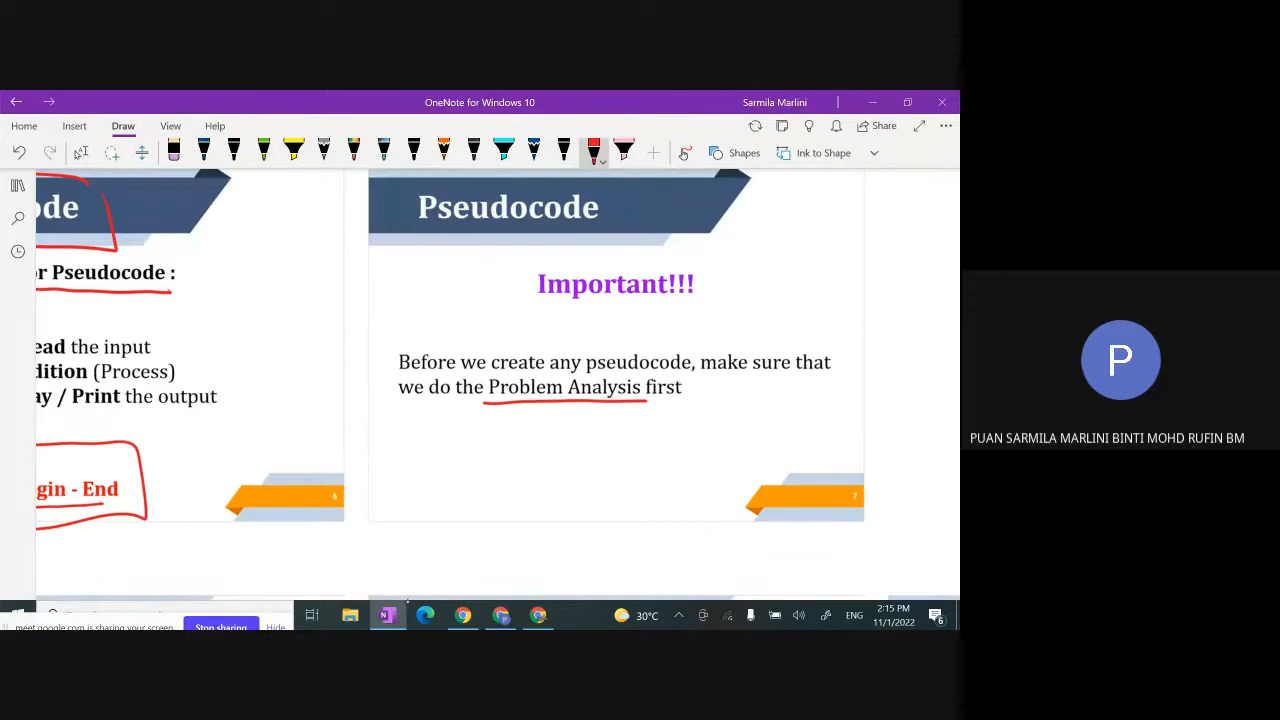 OneNote for Windows 10
Sarmila Marlini
Home Insert Draw View Help
Share
Shapes
Ink to Shape
ode
or Pseudocode :
ead the input
dition (Process)
ay / Print the output
gin - End
6
Pseudocode
Important!!!
Before we create any pseudocode, make sure that
we do the Problem Analysis first
7
P
PUAN SARMILA MARLINI BINTI MOHD RUFIN BM
30°C
ENG
2:15 PM
11/1/2022
6
meet.google.com is sharing your screen.
Stop sharing
Hide